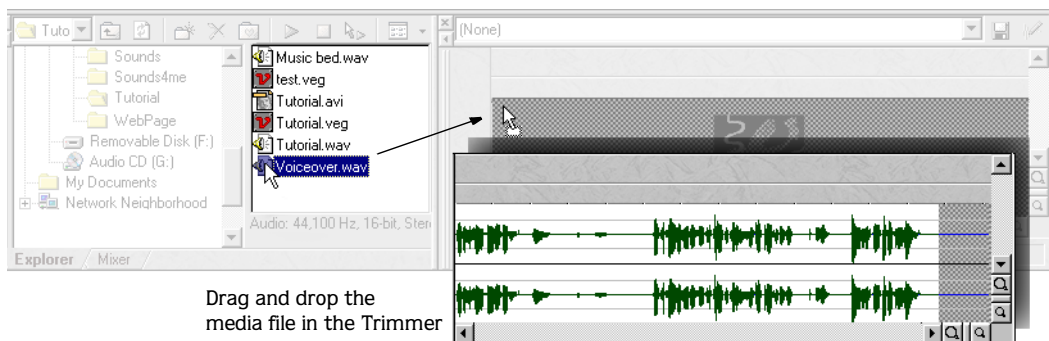 Tuto
(None)
Sounds
Sounds4me
Tutorial
WebPage
Removable Disk (F:)
Audio CD (G:)
My Documents
Network Neighborhood
Music bed.wav
test.veg
Tutorial.avi
Tutorial.veg
Tutorial.wav
Voiceover.wav
Audio: 44,100 Hz, 16-bit, Stere
Explorer / Mixer /
Drag and drop the
media file in the Trimmer